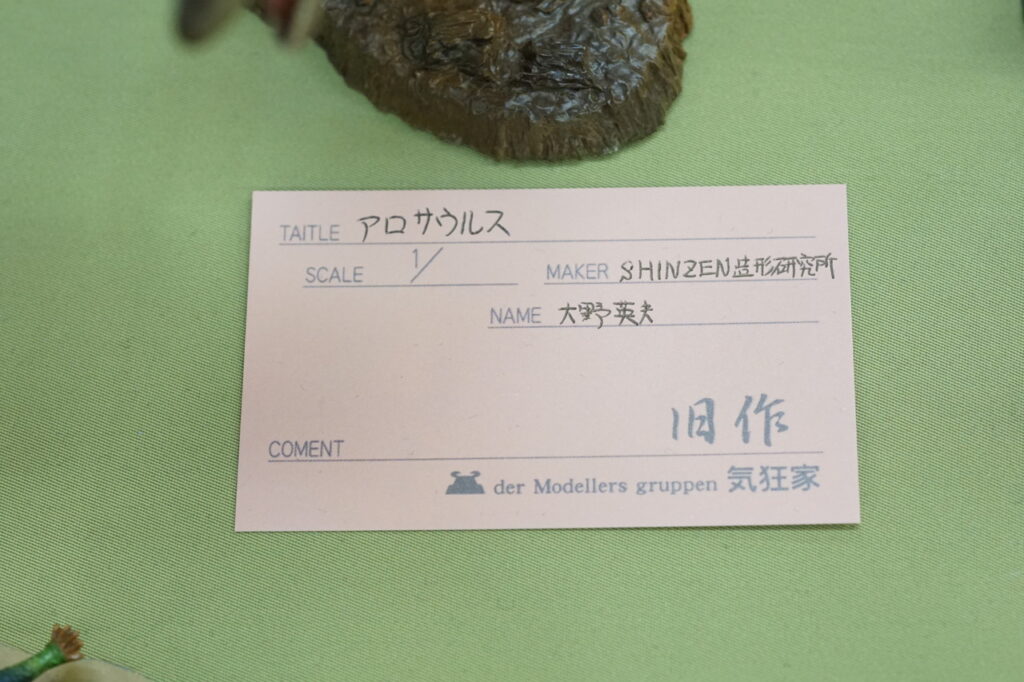 TAITLE アロサウルス
SCALE 1/ MAKER SHINZEN造形研究所
NAME 大野英夫
旧作
COMENT
der Modellers gruppen 気狂家